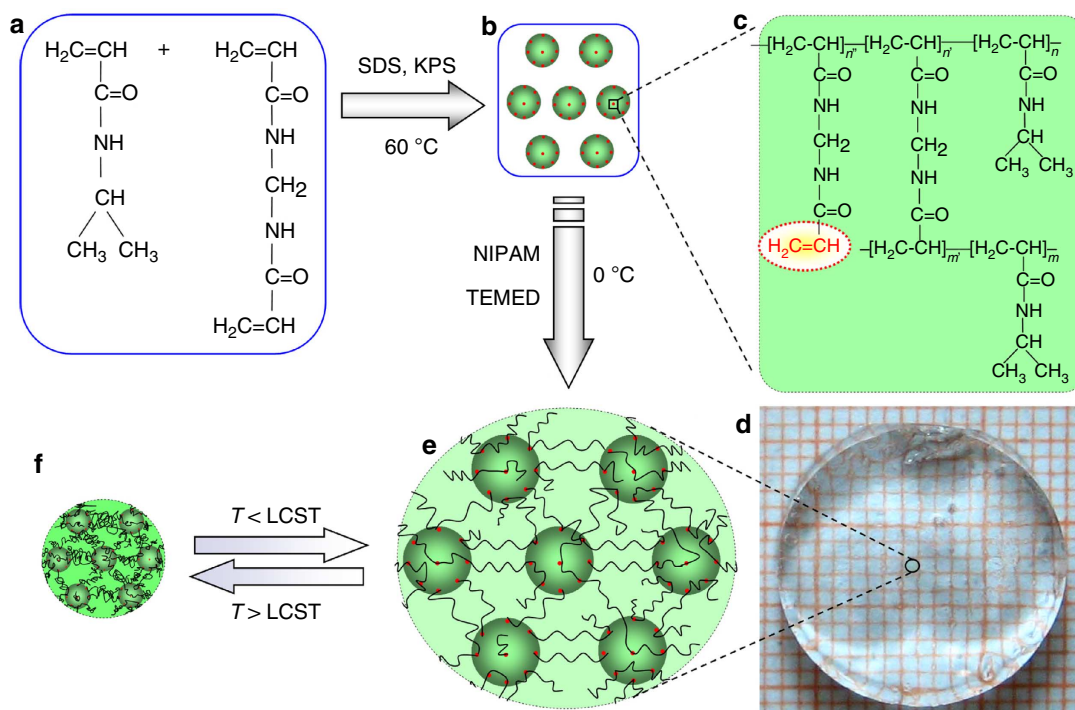 a
H2C=CH
+
H2C=CH
C=O
C=O
NH
NH
CH
CH2
CH3 CH3
NH
C=O
H2C=CH
SDS, KPS
60 °C
b
NIPAM
TEMED
0 °C
c
[H2C-CH]n″ [H2C-CH]n′ [H2C-CH]n
C=O C=O C=O
NH NH NH
CH2 CH2 CH
NH NH CH3 CH3
C=O C=O
H2C=CH [H2C-CH]m′ [H2C-CH]m
C=O
NH
CH
CH3 CH3
d
e
f
T < LCST
T > LCST